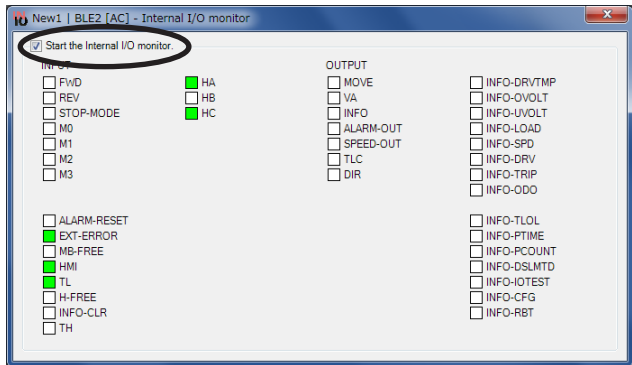 New1 | BLE2 [AC] - Internal I/O monitor
Start the Internal I/O monitor.
INPUT
FWD
REV
STOP-MODE
M0
M1
M2
M3
ALARM-RESET
EXT-ERROR
MB-FREE
HMI
TL
H-FREE
INFO-CLR
TH
HA
HB
HC
OUTPUT
MOVE
VA
INFO
ALARM-OUT
SPEED-OUT
TLC
DIR
INFO-DRVTMP
INFO-OVOLT
INFO-UVOLT
INFO-LOAD
INFO-SPD
INFO-DRV
INFO-TRIP
INFO-ODO
INFO-TLOL
INFO-PTIME
INFO-PCOUNT
INFO-DSLMTD
INFO-IOTEST
INFO-CFG
INFO-RBT